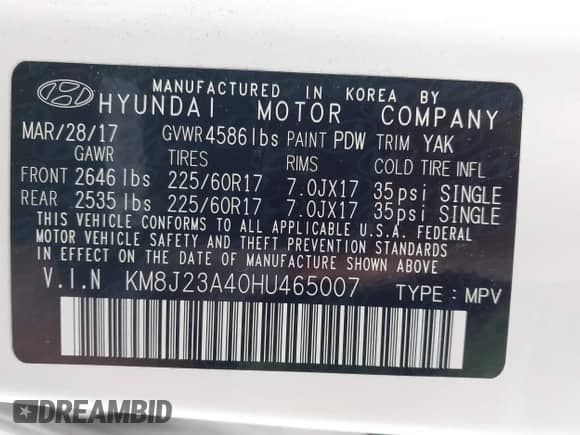 MANUFACTURED IN KOREA BY
HYUNDAI MOTOR COMPANY
MAR/28/17 GVWR 4586lbs PAINT PDW TRIM YAK
GAWR TIRES RIMS COLD TIRE INFL
FRONT 2646 lbs 225/60R17 7.0JX17 35psi SINGLE
REAR 2535 lbs 225/60R17 7.0JX17 35psi SINGLE
THIS VEHICLE CONFORMS TO ALL APPLICABLE U.S.A. FEDERAL
MOTOR VEHICLE SAFETY AND THEFT PREVENTION STANDARDS
IN EFFECT ON THE DATE OF MANUFACTURE SHOWN ABOVE.
V.I.N KM8J23A40HU465007 TYPE : MPV
DREAMBID